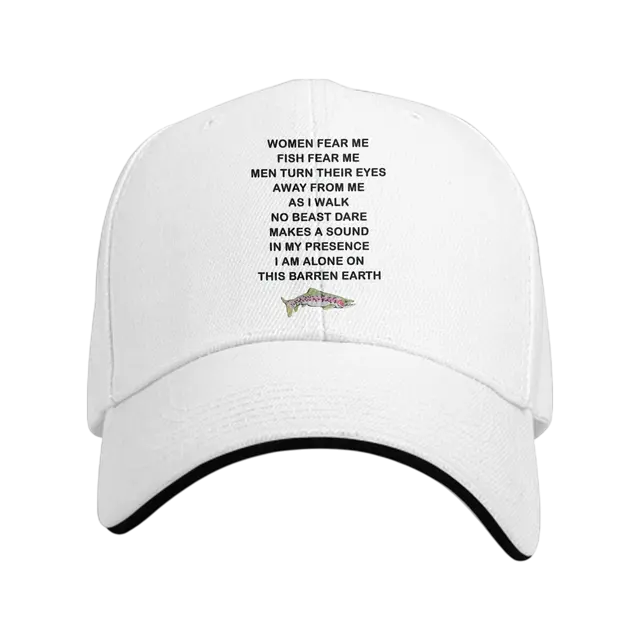 WOMEN FEAR ME
FISH FEAR ME
MEN TURN THEIR EYES
AWAY FROM ME
AS I WALK
NO BEAST DARE
MAKES A SOUND
IN MY PRESENCE
I AM ALONE ON
THIS BARREN EARTH